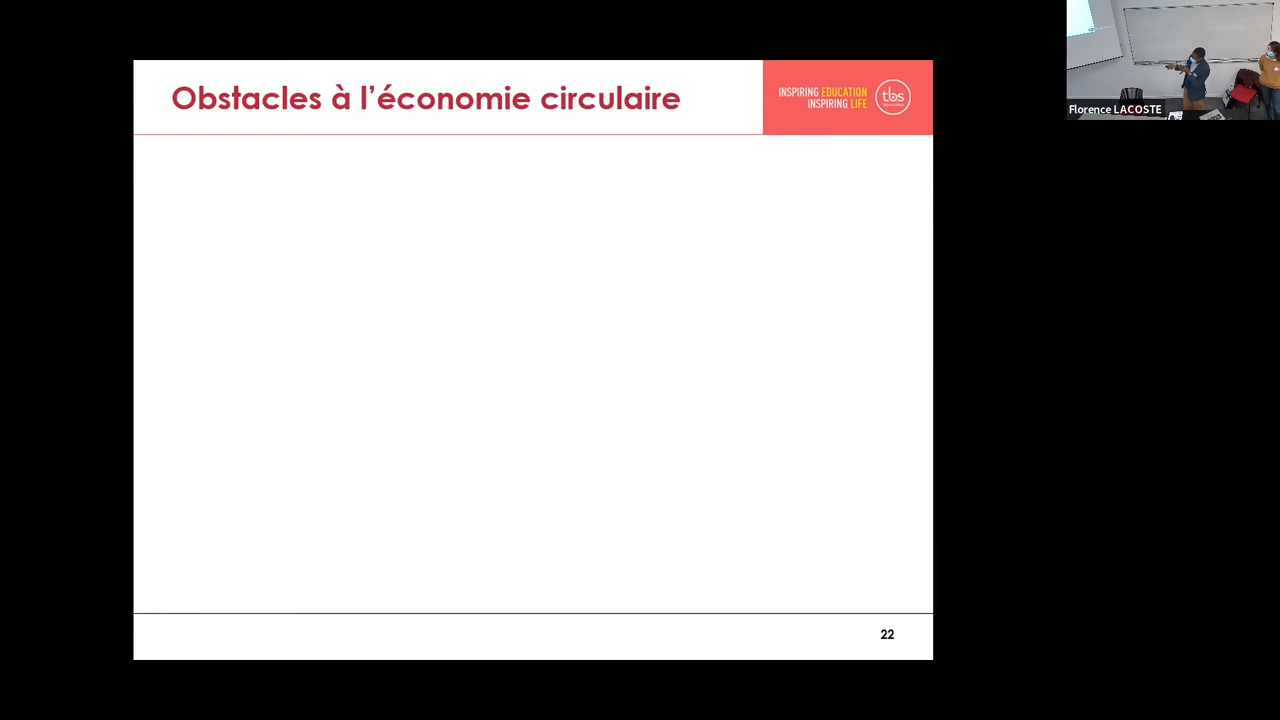 Obstacles à l’économie circulaire
INSPIRING EDUCATION
INSPIRING LIFE
tbs
Florence LACOSTE
22